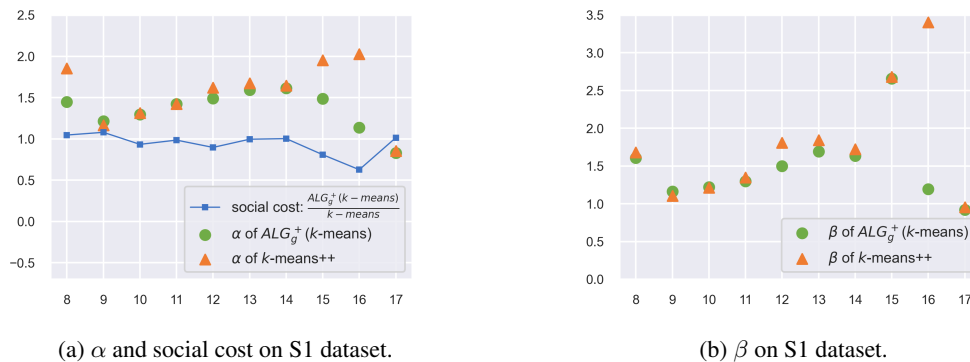 2.5
2.0
1.5
1.0
0.5
0.0
−0.5
8 9 10 11 12 13 14 15 16 17
social cost: ALG_g^+(k − means) / k − means
α of ALG_g^+(k-means)
α of k-means++
(a) α and social cost on S1 dataset.
3.5
3.0
2.5
2.0
1.5
1.0
0.5
0.0
8 9 10 11 12 13 14 15 16 17
β of ALG_g^+(k-means)
β of k-means++
(b) β on S1 dataset.